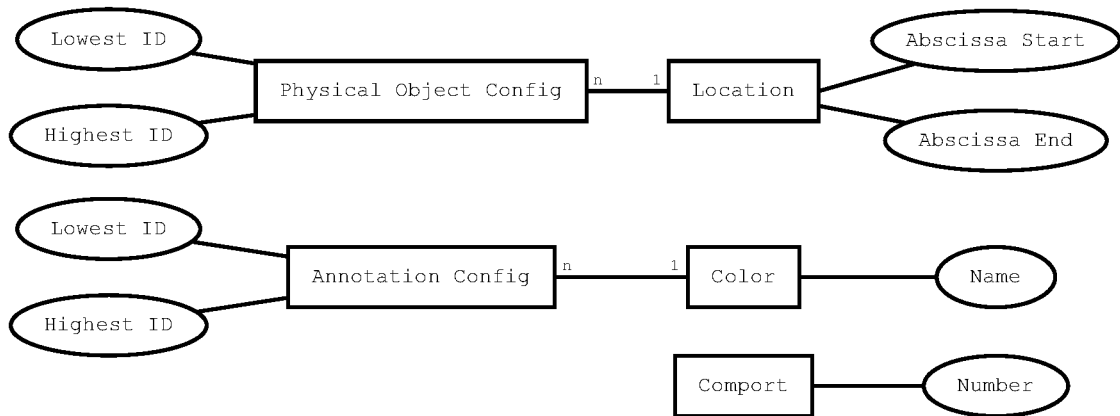 Lowest ID
Abscissa Start
Physical Object Config
n
1
Location
Highest ID
Abscissa End
Lowest ID
Annotation Config
n
1
Color
Name
Highest ID
Comport
Number